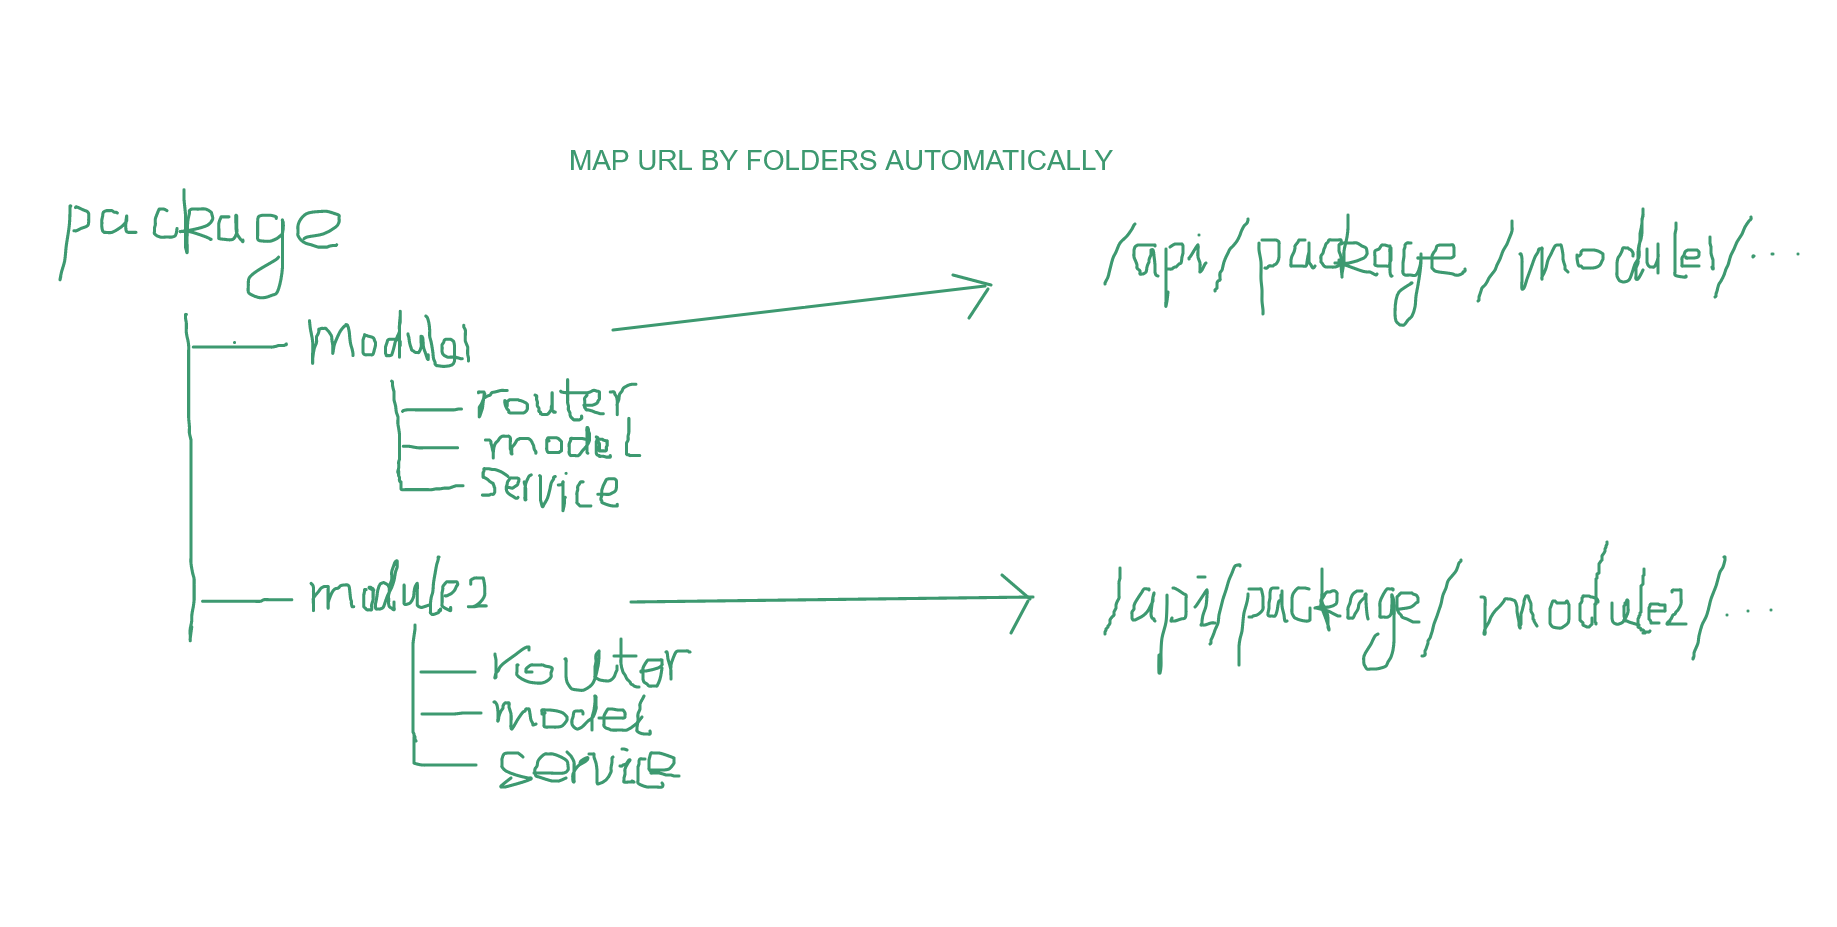 MAP URL BY FOLDERS AUTOMATICALLY
package
/api/package/module1/...
module1
router
model
service
module2
/api/package/module2/...
router
model
service